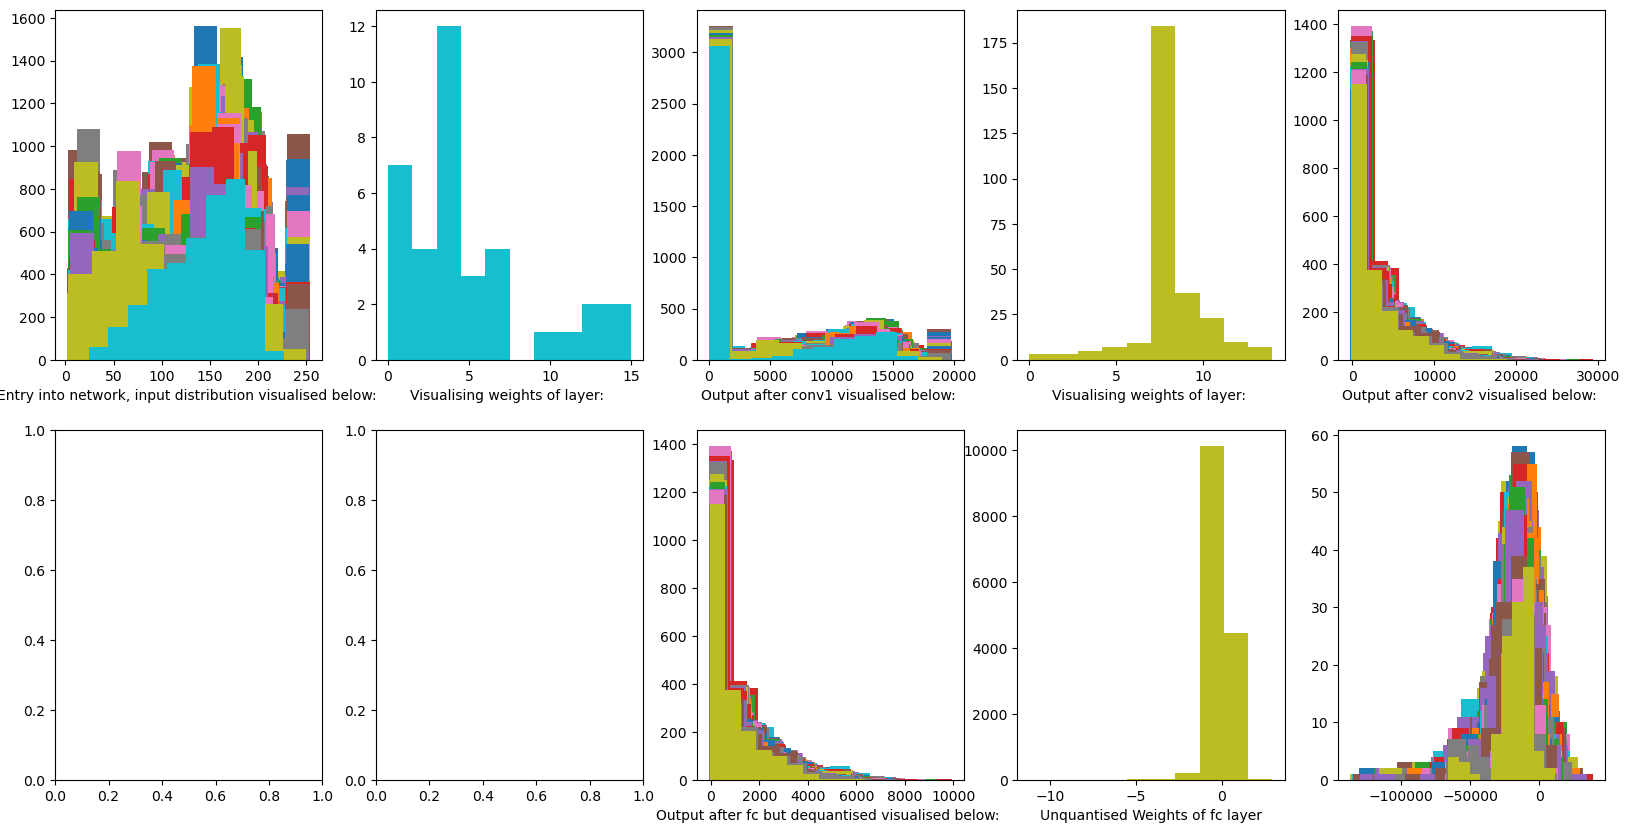 1600 1400 1200 1000 800 600 400 200 0
0 50 100 150 200 250
Entry into network, input distribution visualised below:
12 10 8 6 4 2 0
0 5 10 15
Visualising weights of layer:
3000 2500 2000 1500 1000 500 0
0 5000 10000 15000 20000
Output after conv1 visualised below:
175 150 125 100 75 50 25 0
0 5 10
Visualising weights of layer:
1400 1200 1000 800 600 400 200 0
0 10000 20000 30000
Output after conv2 visualised below:
1.0 0.8 0.6 0.4 0.2 0.0
0.0 0.2 0.4 0.6 0.8 1.0
1.0 0.8 0.6 0.4 0.2 0.0
0.0 0.2 0.4 0.6 0.8 1.0
1400 1200 1000 800 600 400 200 0
0 2000 4000 6000 8000 10000
Output after fc but dequantised visualised below:
10000 8000 6000 4000 2000 0
−10 −5 0
Unquantised Weights of fc layer
60 50 40 30 20 10 0
−100000 −50000 0